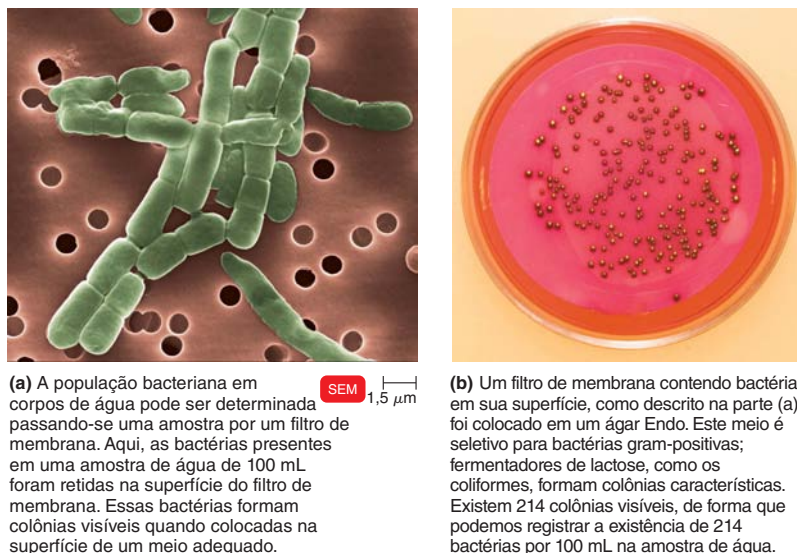 (a) A população bacteriana em
corpos de água pode ser determinada
passando-se uma amostra por um filtro de
membrana. Aqui, as bactérias presentes
em uma amostra de água de 100 mL
foram retidas na superfície do filtro de
membrana. Essas bactérias formam
colônias visíveis quando colocadas na
superfície de um meio adequado.
SEM
1,5 μm
(b) Um filtro de membrana contendo bactéria
em sua superfície, como descrito na parte (a)
foi colocado em um ágar Endo. Este meio é
seletivo para bactérias gram-positivas;
fermentadores de lactose, como os
coliformes, formam colônias características.
Existem 214 colônias visíveis, de forma que
podemos registrar a existência de 214
bactérias por 100 mL na amostra de água.